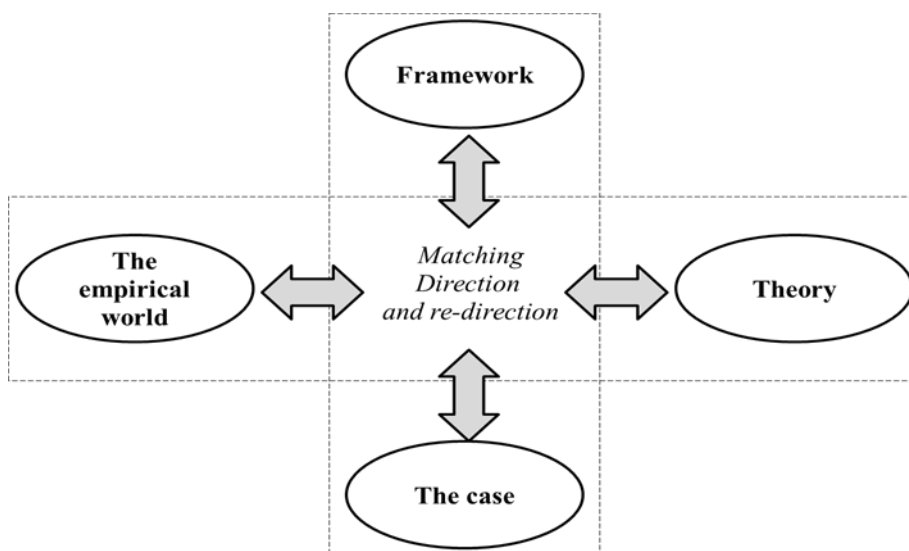 Framework
The
empirical
world
Matching
Direction
and re-direction
Theory
The case